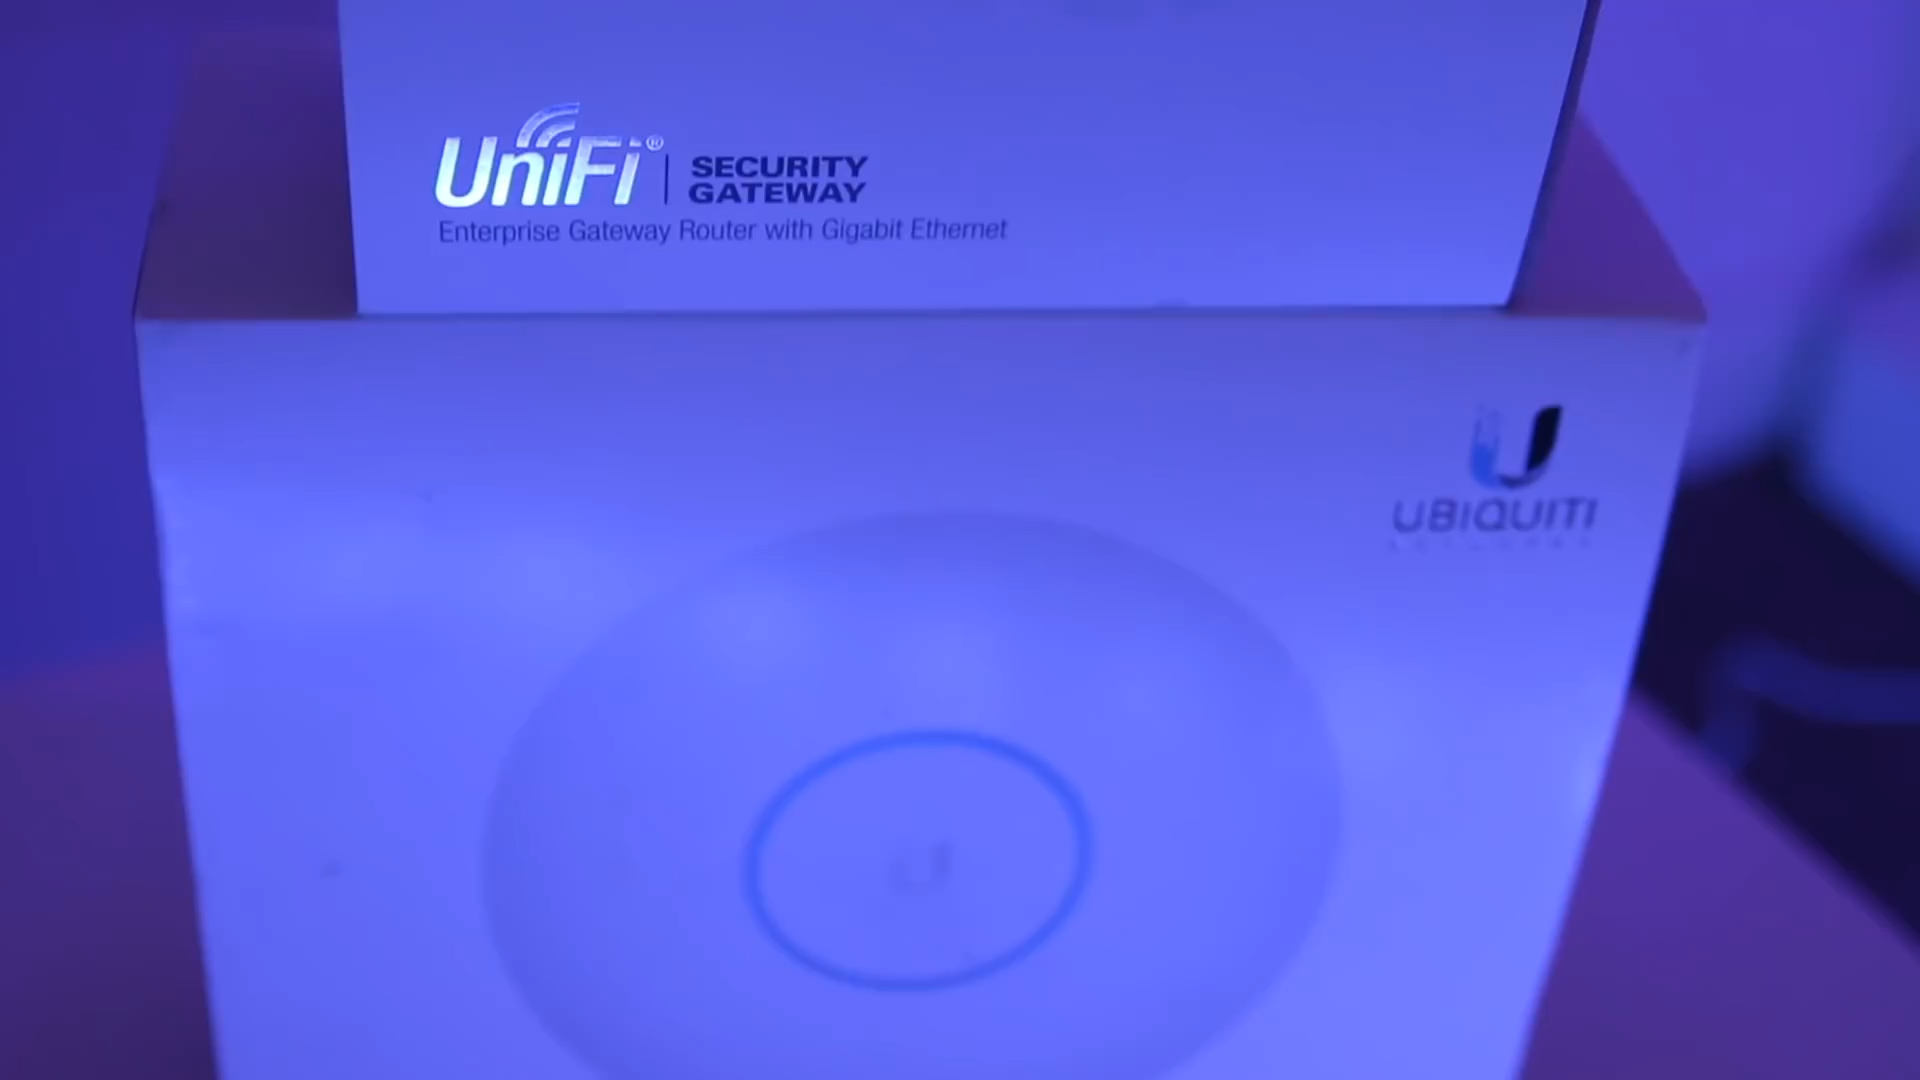 UniFi® | SECURITY
GATEWAY
Enterprise Gateway Router with Gigabit Ethernet
UBIQUITI